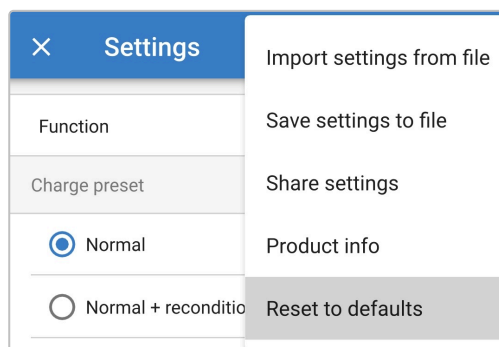 Settings
Import settings from file
Function
Save settings to file
Charge preset
Share settings
Normal
Product info
Normal +
Reset to defaults